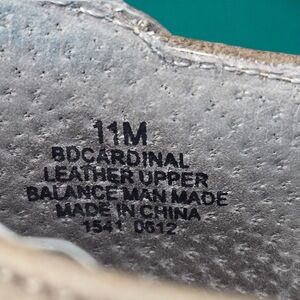 11M
BDCARDINAL
LEATHER UPPER
BALANCE MAN MADE
MADE IN CHINA
1541 0612